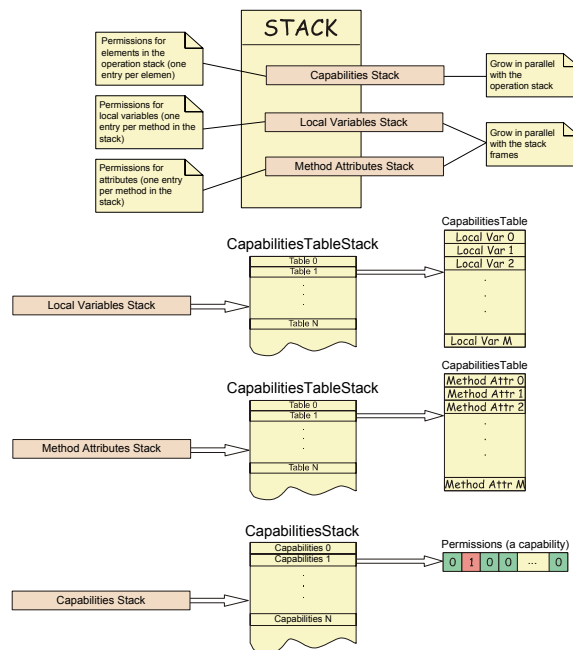 STACK
Permissions for
elements in the
operation stack (one
entry per elemen)
Capabilities Stack
Grow in parallel
with the
operation stack
Permissions for
local variables (one
entry per method in the
stack)
Local Variables Stack
Grow in parallel
with the stack
frames
Permissions for
attributes (one entry
per method in the
stack)
Method Attributes Stack
CapabilitiesTableStack
Table 0
Table 1
.
.
.
Table N
Local Variables Stack
CapabilitiesTable
Local Var 0
Local Var 1
Local Var 2
.
.
.
Local Var M
CapabilitiesTableStack
Table 0
Table 1
.
.
.
Table N
Method Attributes Stack
CapabilitiesTable
Method Attr 0
Method Attr 1
Method Attr 2
.
.
.
Method Attr M
CapabilitiesStack
Capabilities 0
Capabilities 1
.
.
.
Capabilities N
Capabilities Stack
Permissions (a capability)
0 1 0 0 ... 0